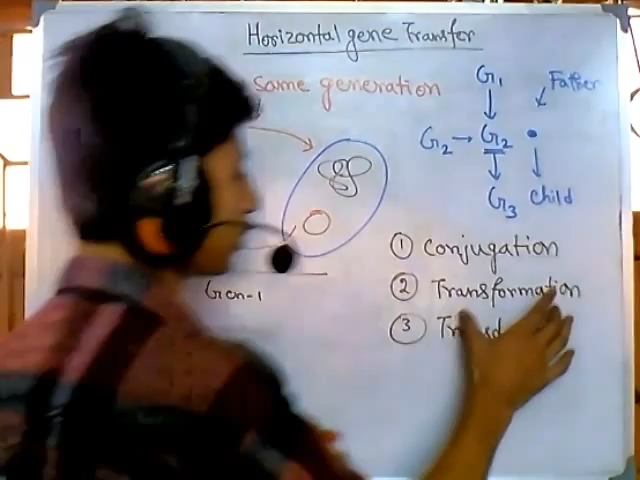 Horizontal gene Transfer
same generation
G1
Father
G2 → G2
G3 child
① Conjugation
② Transformation
③
Gen-1